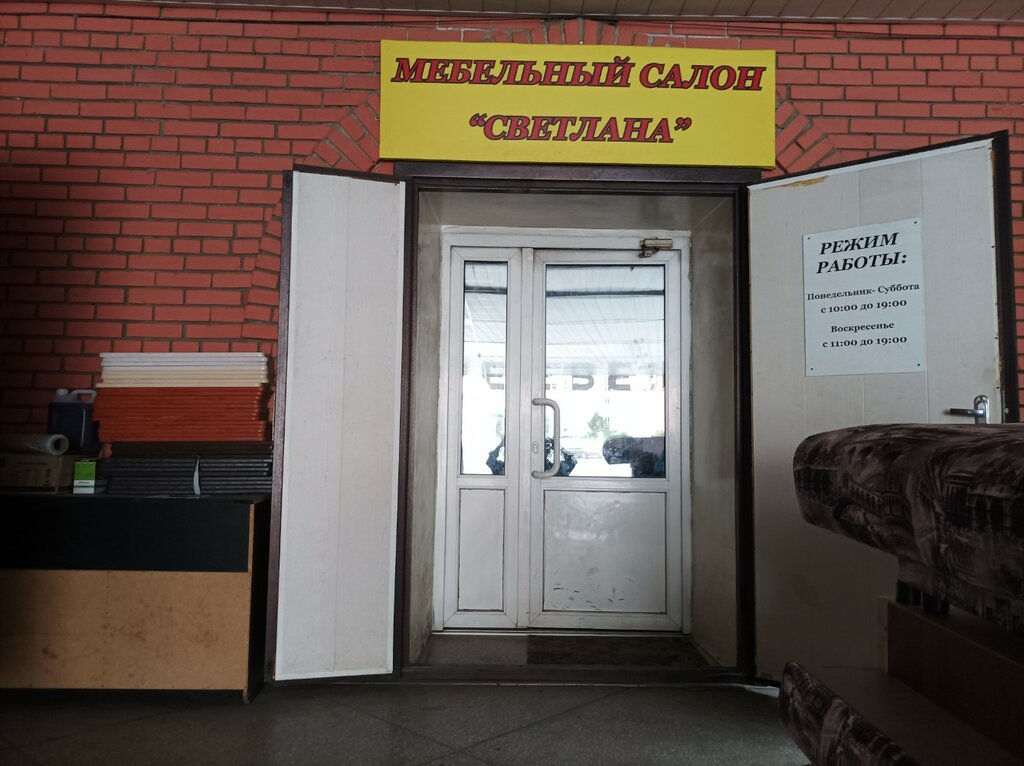 МЕБЕЛЬНЫЙ САЛОН
“СВЕТЛАНА”
РЕЖИМ
РАБОТЫ:
Понедельник- Суббота
с 10:00 до 19:00
Воскресенье
с 11:00 до 19:00